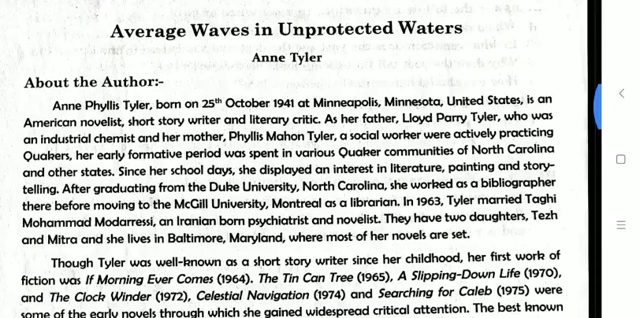 Average Waves in Unprotected Waters
Anne Tyler
About the Author:-
Anne Phyllis Tyler, born on 25th October 1941 at Minneapolis, Minnesota, United States, is an
American novelist, short story writer and literary critic. As her father, Lloyd Parry Tyler, who was
an industrial chemist and her mother, Phyllis Mahon Tyler, a social worker were actively practicing
Quakers, her early formative period was spent in various Quaker communities of North Carolina
and other states. Since her school days, she displayed an interest in literature, painting and story-
telling. After graduating from the Duke University, North Carolina, she worked as a bibliographer
there before moving to the McGill University, Montreal as a librarian. In 1963, Tyler married Taghi
Mohammad Modarressi, an Iranian born psychiatrist and novelist. They have two daughters, Tezh
and Mitra and she lives in Baltimore, Maryland, where most of her novels are set.
Though Tyler was well-known as a short story writer since her childhood, her first work of
fiction was If Morning Ever Comes (1964). The Tin Can Tree (1965), A Slipping-Down Life (1970),
and The Clock Winder (1972), Celestial Navigation (1974) and Searching for Caleb (1975) were
some of the early novels through which she gained widespread critical attention. The best known